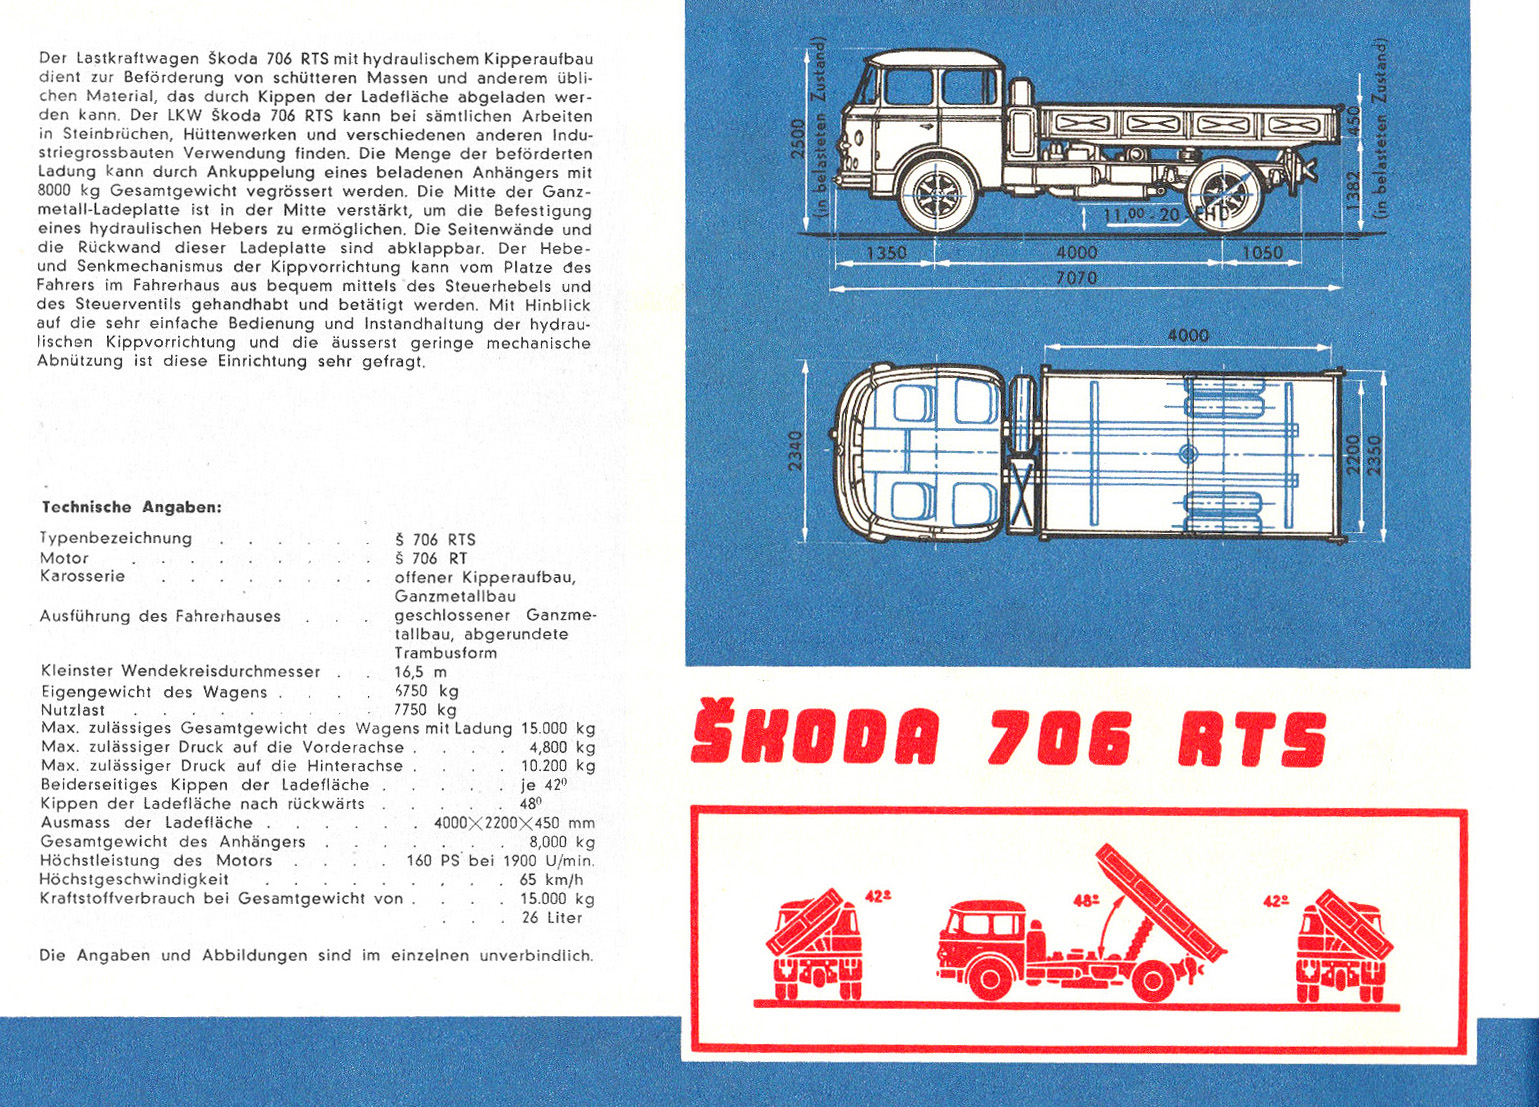 Der Lastkraftwagen Škoda 706 RTS mit hydraulischem Kipperaufbau
dient zur Beförderung von schütteren Massen und anderem übli-
chen Material, das durch Kippen der Ladefläche abgeladen wer-
den kann. Der LKW Škoda 706 RTS kann bei sämtlichen Arbeiten
in Steinbrüchen, Hüttenwerken und verschiedenen anderen Indu-
striegrossbauten Verwendung finden. Die Menge der beförderten
Ladung kann durch Ankuppelung eines beladenen Anhängers mit
8000 kg Gesamtgewicht vegrössert werden. Die Mitte der Ganz-
metall-Ladeplatte ist in der Mitte verstärkt, um die Befestigung
eines hydraulischen Hebers zu ermöglichen. Die Seitenwände und
die Rückwand dieser Ladeplatte sind abklappbar. Der Hebe-
und Senkmechanismus der Kippvorrichtung kann vom Platze des
Fahrers im Fahrerhaus aus bequem mittels des Steuerhebels und
des Steuerventils gehandhabt und betätigt werden. Mit Hinblick
auf die sehr einfache Bedienung und Instandhaltung der hydrau-
lischen Kippvorrichtung und die äusserst geringe mechanische
Abnützung ist diese Einrichtung sehr gefragt.
Technische Angaben:
Typenbezeichnung . . . . . . Š 706 RTS
Motor . . . . . . . . . Š 706 RT
Karosserie . . . . . . . . offener Kipperaufbau,
Ganzmetallbau
Ausführung des Fahrerhauses . . . geschlossener Ganzme-
tallbau, abgerundete
Trambusform
Kleinster Wendekreisdurchmesser . . 16,5 m
Eigengewicht des Wagens . . . . 6750 kg
Nutzlast . . . . . . . . . 7750 kg
Max. zulässiges Gesamtgewicht des Wagens mit Ladung 15.000 kg
Max. zulässiger Druck auf die Vorderachse . . . . 4,800 kg
Max. zulässiger Druck auf die Hinterachse . . . . 10.200 kg
Beiderseitiges Kippen der Ladefläche . . . . . je 42⁰
Kippen der Ladefläche nach rückwärts . . . . . 48⁰
Ausmass der Ladefläche . . . . . . 4000×2200×450 mm
Gesamtgewicht des Anhängers . . . . . . . 8,000 kg
Höchstleistung des Motors . . . . 160 PS bei 1900 U/min.
Höchstgeschwindigkeit . . . . . . . . . 65 km/h
Kraftstoffverbrauch bei Gesamtgewicht von . . . . 15.000 kg
. . . . 26 Liter
Die Angaben und Abbildungen sind im einzelnen unverbindlich.
2500
(in belasteten Zustand)
450
1382
(in belasteten Zustand)
11.00 - 20 - EHD
1350
4000
1050
7070
4000
2340
2200
2350
ŠKODA 706 RTS
42º
48º
42º